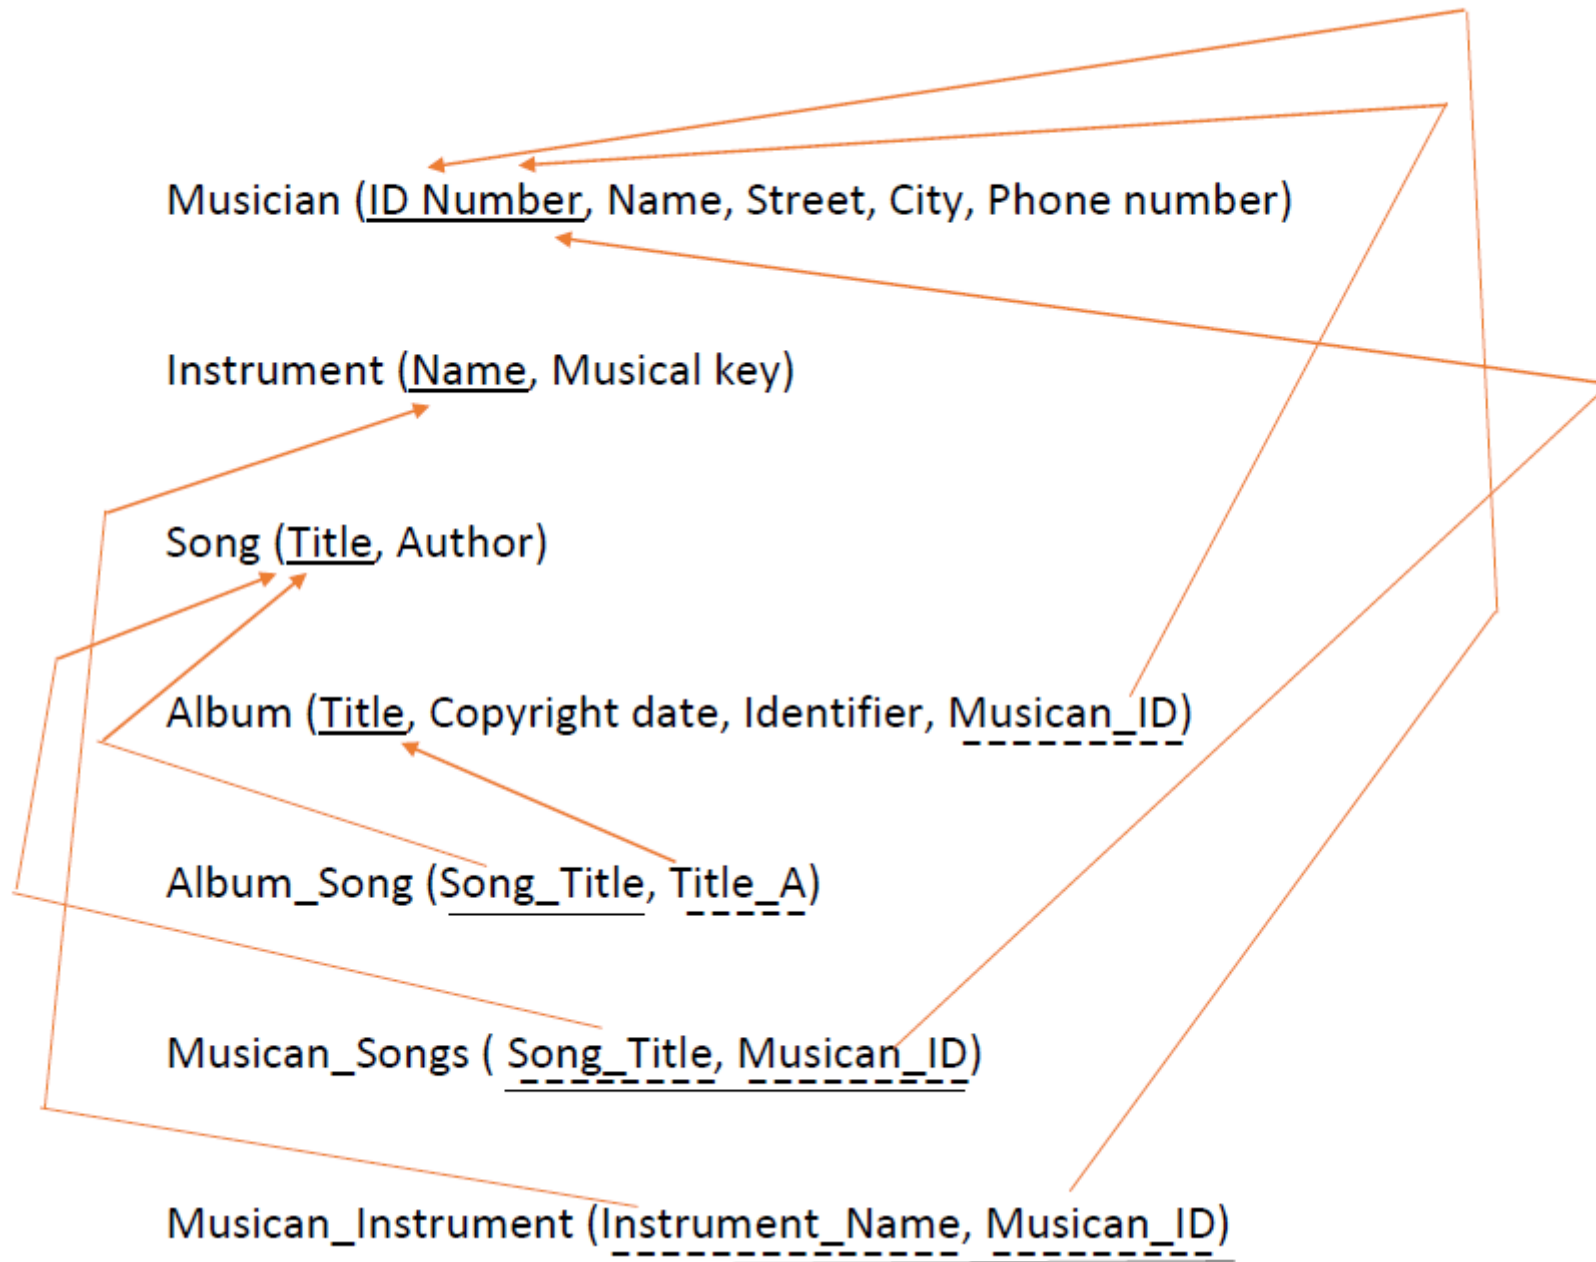 Musician (ID Number, Name, Street, City, Phone number)
Instrument (Name, Musical key)
Song (Title, Author)
Album (Title, Copyright date, Identifier, Musican_ID)
Album_Song (Song_Title, Title_A)
Musican_Songs ( Song_Title, Musican_ID)
Musican_Instrument (Instrument_Name, Musican_ID)